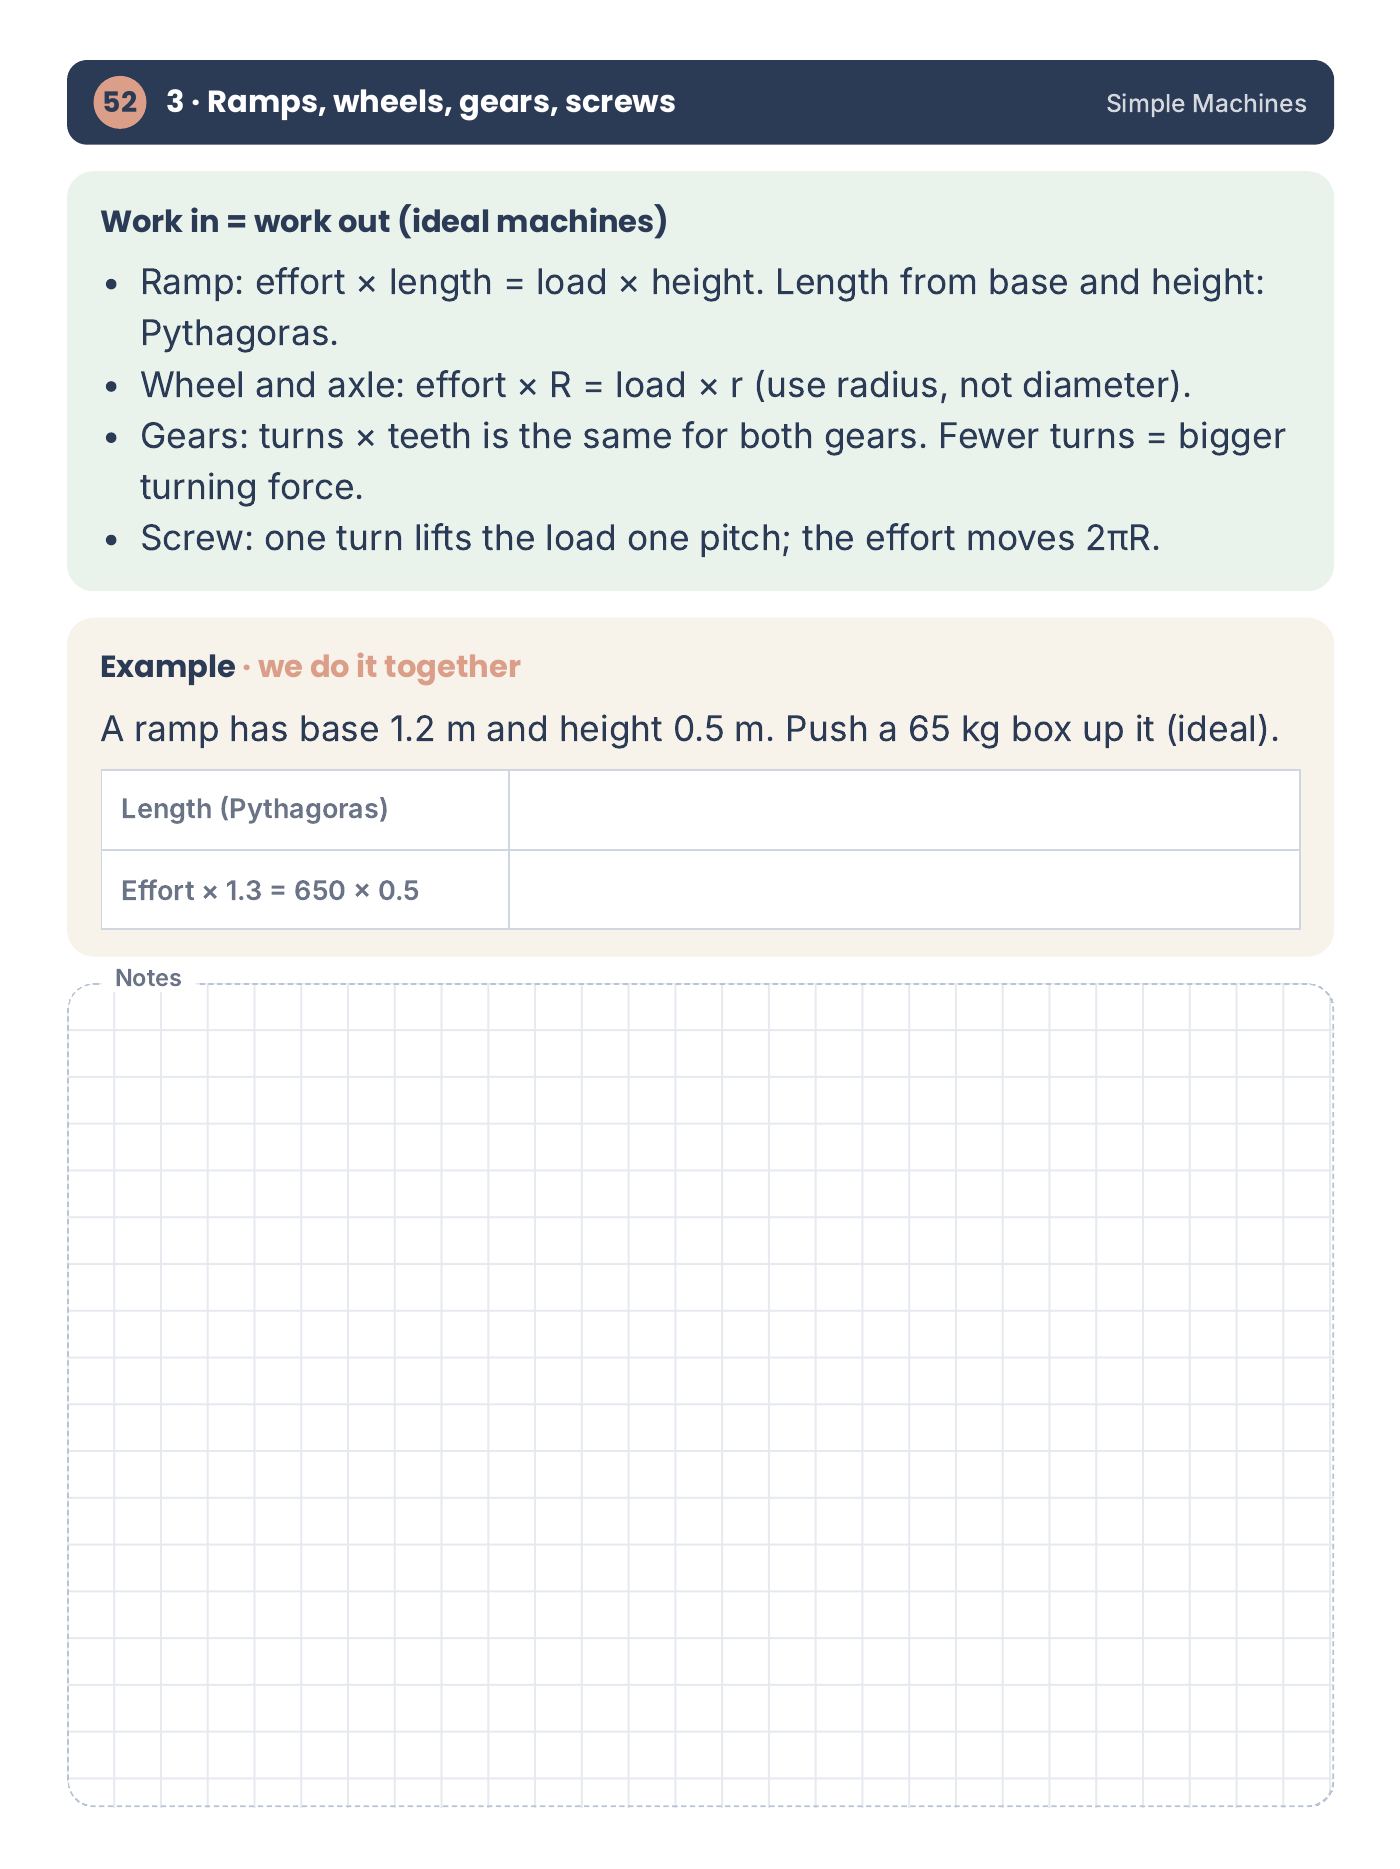 52 3 · Ramps, wheels, gears, screws Simple Machines
Work in = work out (ideal machines)
• Ramp: effort × length = load × height. Length from base and height:
Pythagoras.
• Wheel and axle: effort × R = load × r (use radius, not diameter).
• Gears: turns × teeth is the same for both gears. Fewer turns = bigger
turning force.
• Screw: one turn lifts the load one pitch; the effort moves 2πR.
Example · we do it together
A ramp has base 1.2 m and height 0.5 m. Push a 65 kg box up it (ideal).
Length (Pythagoras)
Effort × 1.3 = 650 × 0.5
Notes